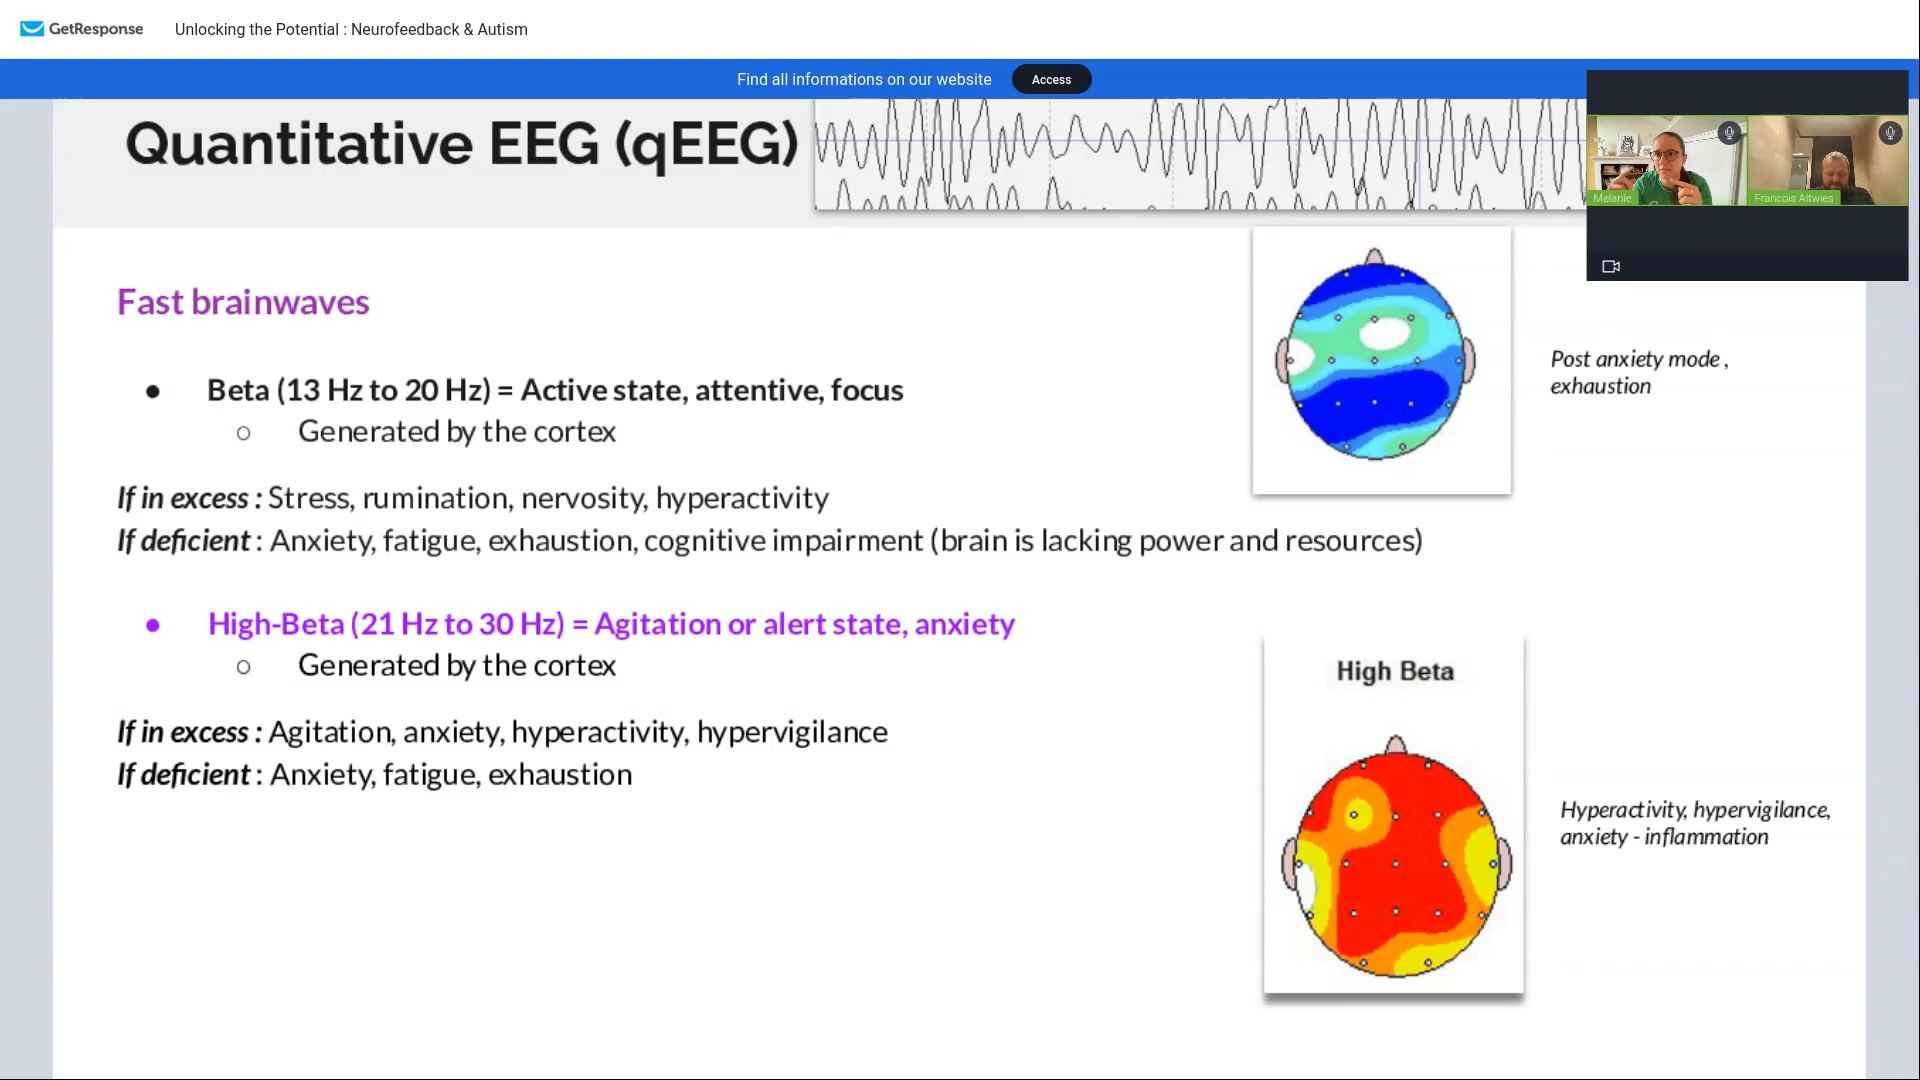 GetResponse
Unlocking the Potential : Neurofeedback & Autism
Find all informations on our website
Access
Quantitative EEG (qEEG)
Melanie
Francois Altwies
Fast brainwaves
● Beta (13 Hz to 20 Hz) = Active state, attentive, focus
○ Generated by the cortex
Post anxiety mode ,
exhaustion
If in excess : Stress, rumination, nervosity, hyperactivity
If deficient : Anxiety, fatigue, exhaustion, cognitive impairment (brain is lacking power and resources)
● High-Beta (21 Hz to 30 Hz) = Agitation or alert state, anxiety
○ Generated by the cortex
High Beta
If in excess : Agitation, anxiety, hyperactivity, hypervigilance
If deficient : Anxiety, fatigue, exhaustion
Hyperactivity, hypervigilance,
anxiety - inflammation